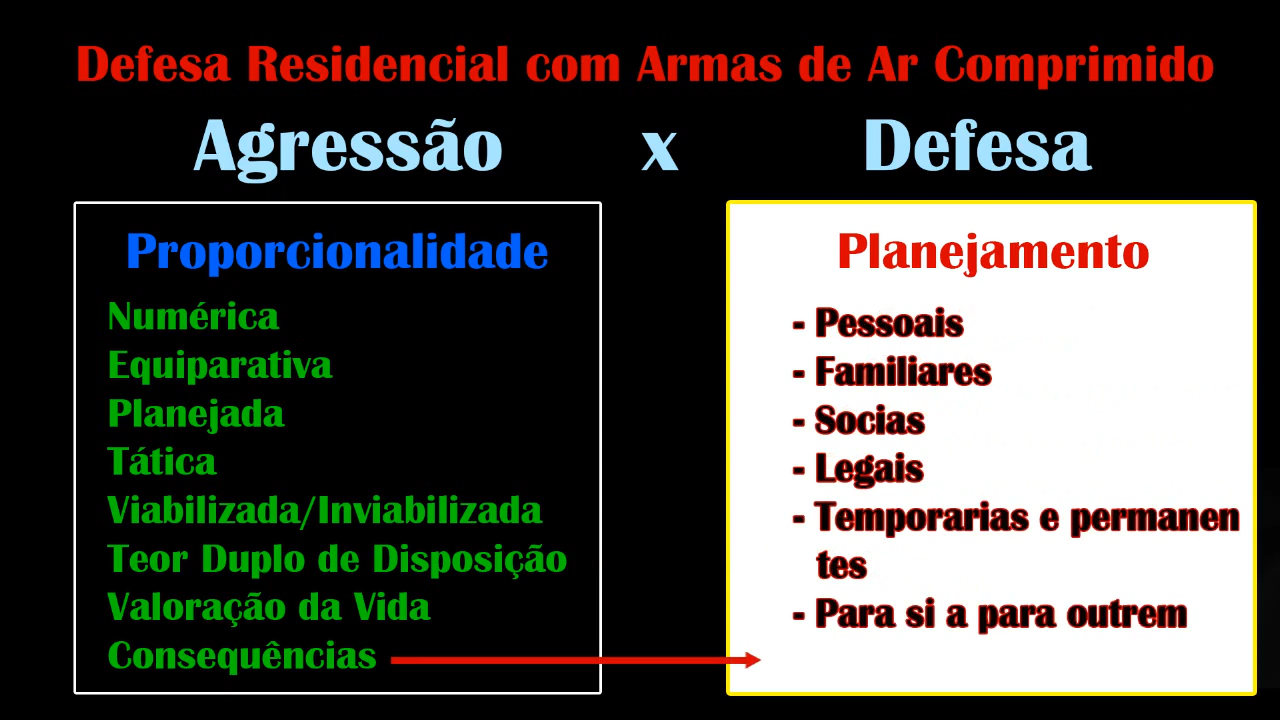 Defesa Residencial com Armas de Ar Comprimido
Agressão x Defesa
Proporcionalidade
Numérica
Equiparativa
Planejada
Tática
Viabilizada/Inviabilizada
Teor Duplo de Disposição
Valoração da Vida
Consequências
Planejamento
- Pessoais
- Familiares
- Socias
- Legais
- Temporarias e permanen
tes
- Para si a para outrem